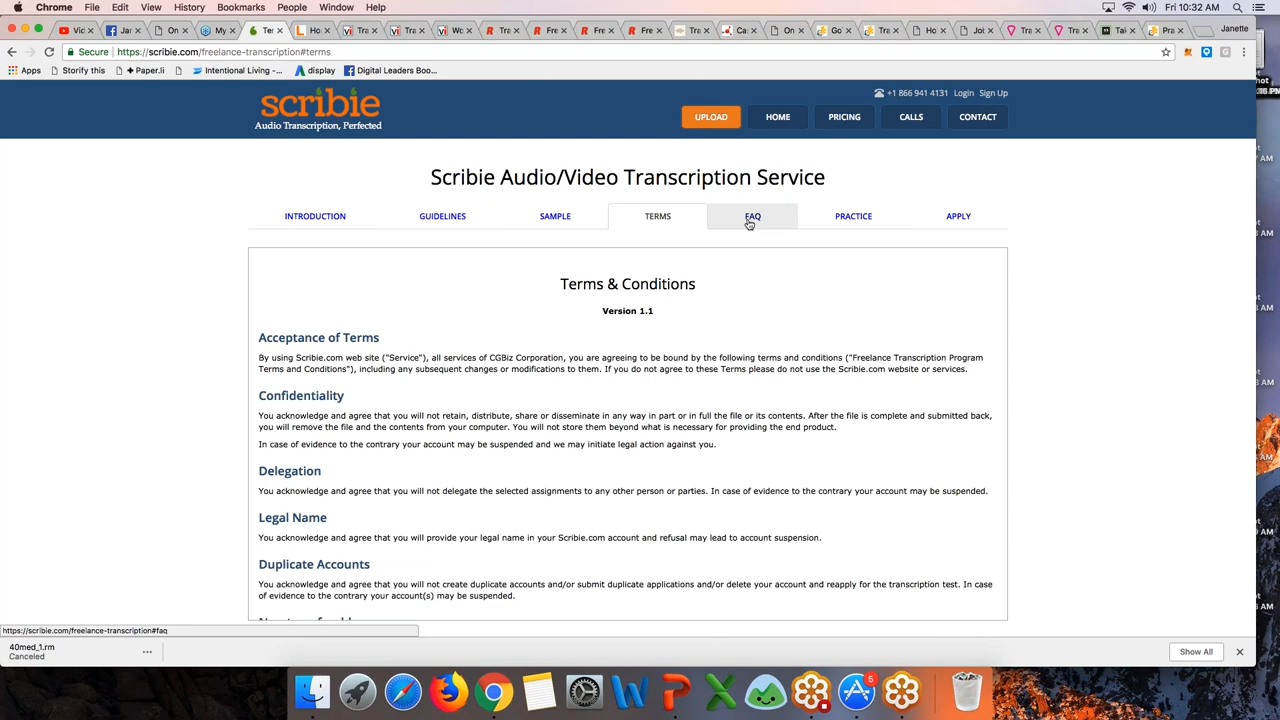 Chrome File Edit View History Bookmarks People Window Help
Fri 10:32 AM
Janette
Secure https://scribie.com/freelance-transcription#terms
Apps Storify this + Paper.li Intentional Living -... display Digital Leaders Boo...
scribie
Audio Transcription, Perfected
+1 866 941 4131 Login Sign Up
UPLOAD HOME PRICING CALLS CONTACT
Scribie Audio/Video Transcription Service
INTRODUCTION GUIDELINES SAMPLE TERMS FAQ PRACTICE APPLY
Terms & Conditions
Version 1.1
Acceptance of Terms
By using Scribie.com web site ("Service"), all services of CGBiz Corporation, you are agreeing to be bound by the following terms and conditions ("Freelance Transcription Program
Terms and Conditions"), including any subsequent changes or modifications to them. If you do not agree to these Terms please do not use the Scribie.com website or services.
Confidentiality
You acknowledge and agree that you will not retain, distribute, share or disseminate in any way in part or in full the file or its contents. After the file is complete and submitted back,
you will remove the file and the contents from your computer. You will not store them beyond what is necessary for providing the end product.
In case of evidence to the contrary your account may be suspended and we may initiate legal action against you.
Delegation
You acknowledge and agree that you will not delegate the selected assignments to any other person or parties. In case of evidence to the contrary your account may be suspended.
Legal Name
You acknowledge and agree that you will provide your legal name in your Scribie.com account and refusal may lead to account suspension.
Duplicate Accounts
You acknowledge and agree that you will not create duplicate accounts and/or submit duplicate applications and/or delete your account and reapply for the transcription test. In case
of evidence to the contrary your account(s) may be suspended.
https://scribie.com/freelance-transcription#faq
40med_1.rm
Canceled
Show All
5